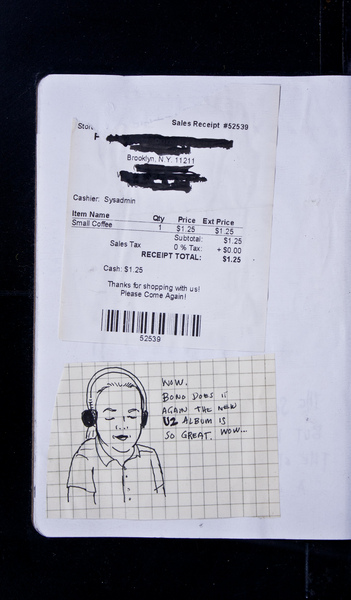 Sales Receipt #52539
Brooklyn, N.Y. 11211
Cashier: Sysadmin
Item Name Qty Price Ext Price
Small Coffee 1 $1.25 $1.25
Subtotal: $1.25
Sales Tax 0 % Tax: + $0.00
RECEIPT TOTAL: $1.25
Cash: $1.25
Thanks for shopping with us!
Please Come Again!
52539
WOW.
BONO DOES IT
AGAIN THE NEW
U2 ALBUM IS
SO GREAT. WOW...